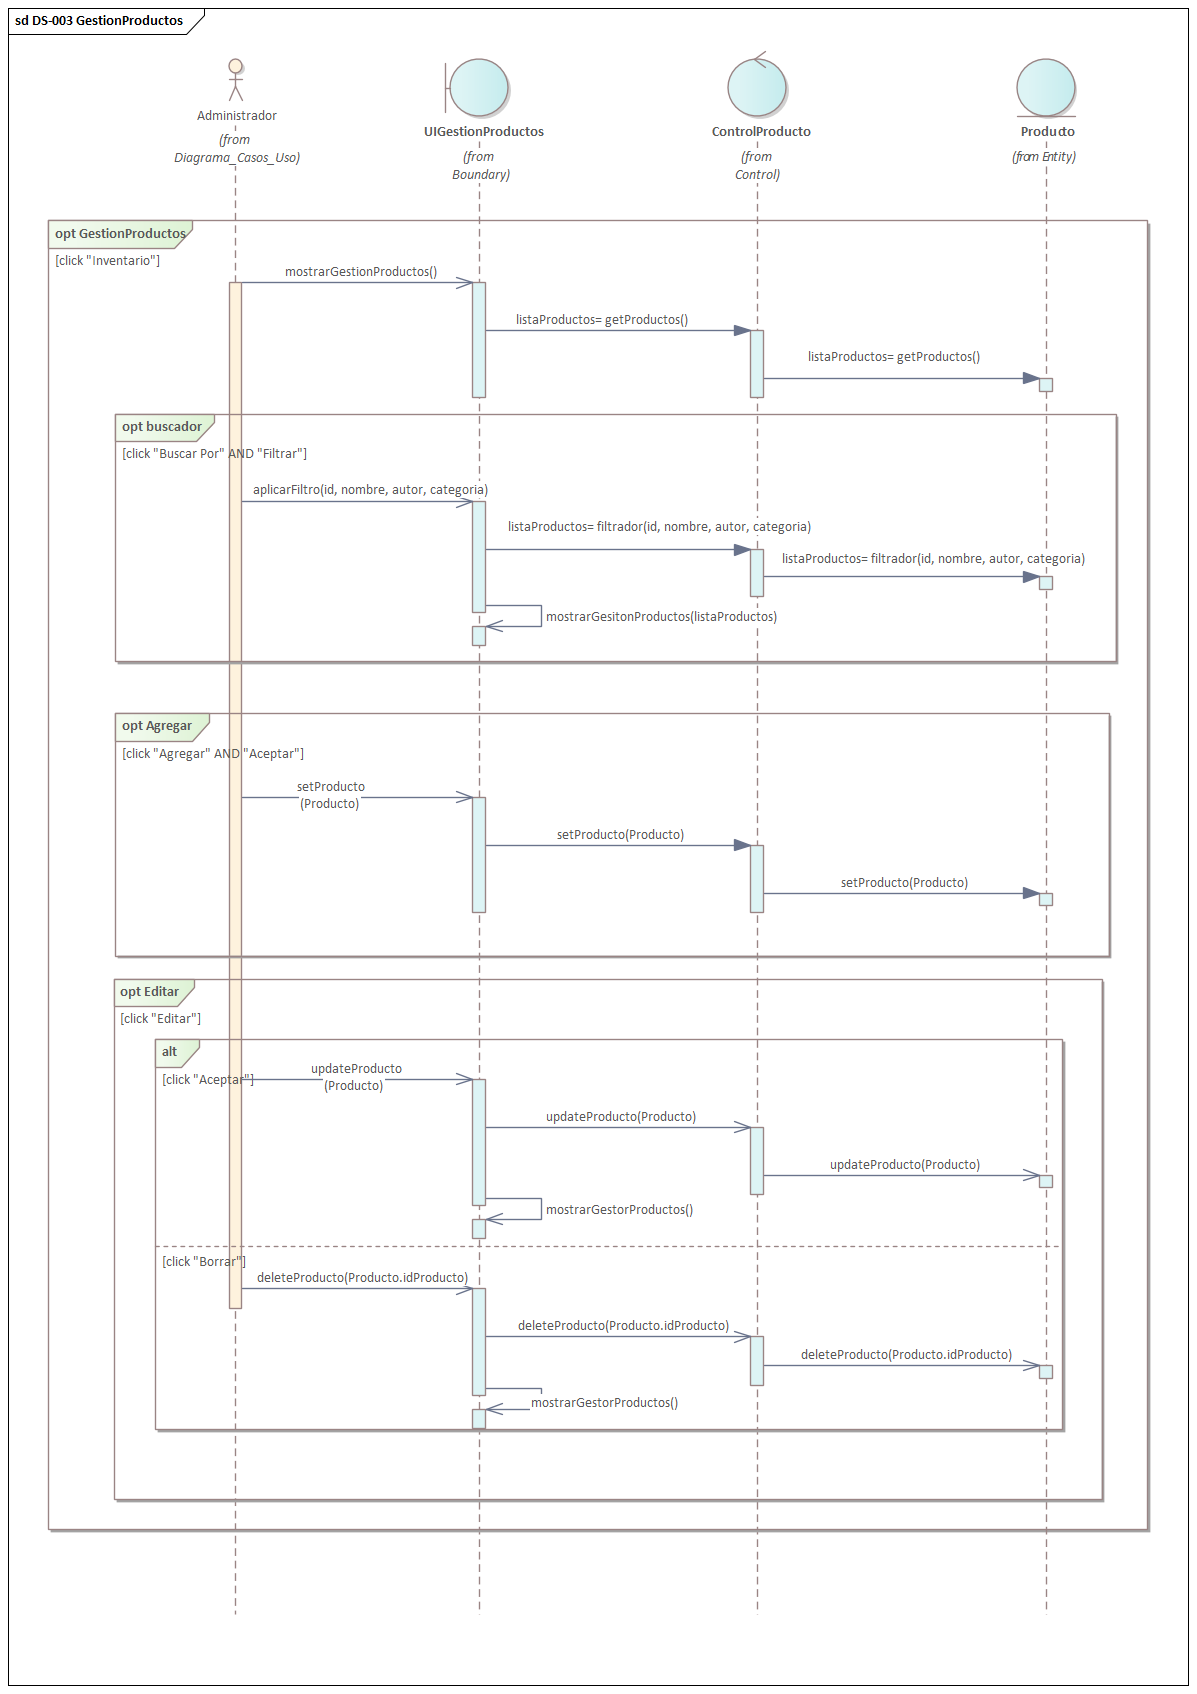 sd DS-003 GestionProductos
Administrador
(from
Diagrama_Casos_Uso)
UIGestionProductos
(from
Boundary)
ControlProducto
(from
Control)
Producto
(from Entity)
opt GestionProductos
[click "Inventario"]
mostrarGestionProductos()
listaProductos= getProductos()
listaProductos= getProductos()
opt buscador
[click "Buscar Por" AND "Filtrar"]
aplicarFiltro(id, nombre, autor, categoria)
listaProductos= filtrador(id, nombre, autor, categoria)
listaProductos= filtrador(id, nombre, autor, categoria)
mostrarGesitonProductos(listaProductos)
opt Agregar
[click "Agregar" AND "Aceptar"]
setProducto
(Producto)
setProducto(Producto)
setProducto(Producto)
opt Editar
[click "Editar"]
alt
[click "Aceptar"]
updateProducto
(Producto)
updateProducto(Producto)
updateProducto(Producto)
mostrarGestorProductos()
[click "Borrar"]
deleteProducto(Producto.idProducto)
deleteProducto(Producto.idProducto)
deleteProducto(Producto.idProducto)
mostrarGestorProductos()